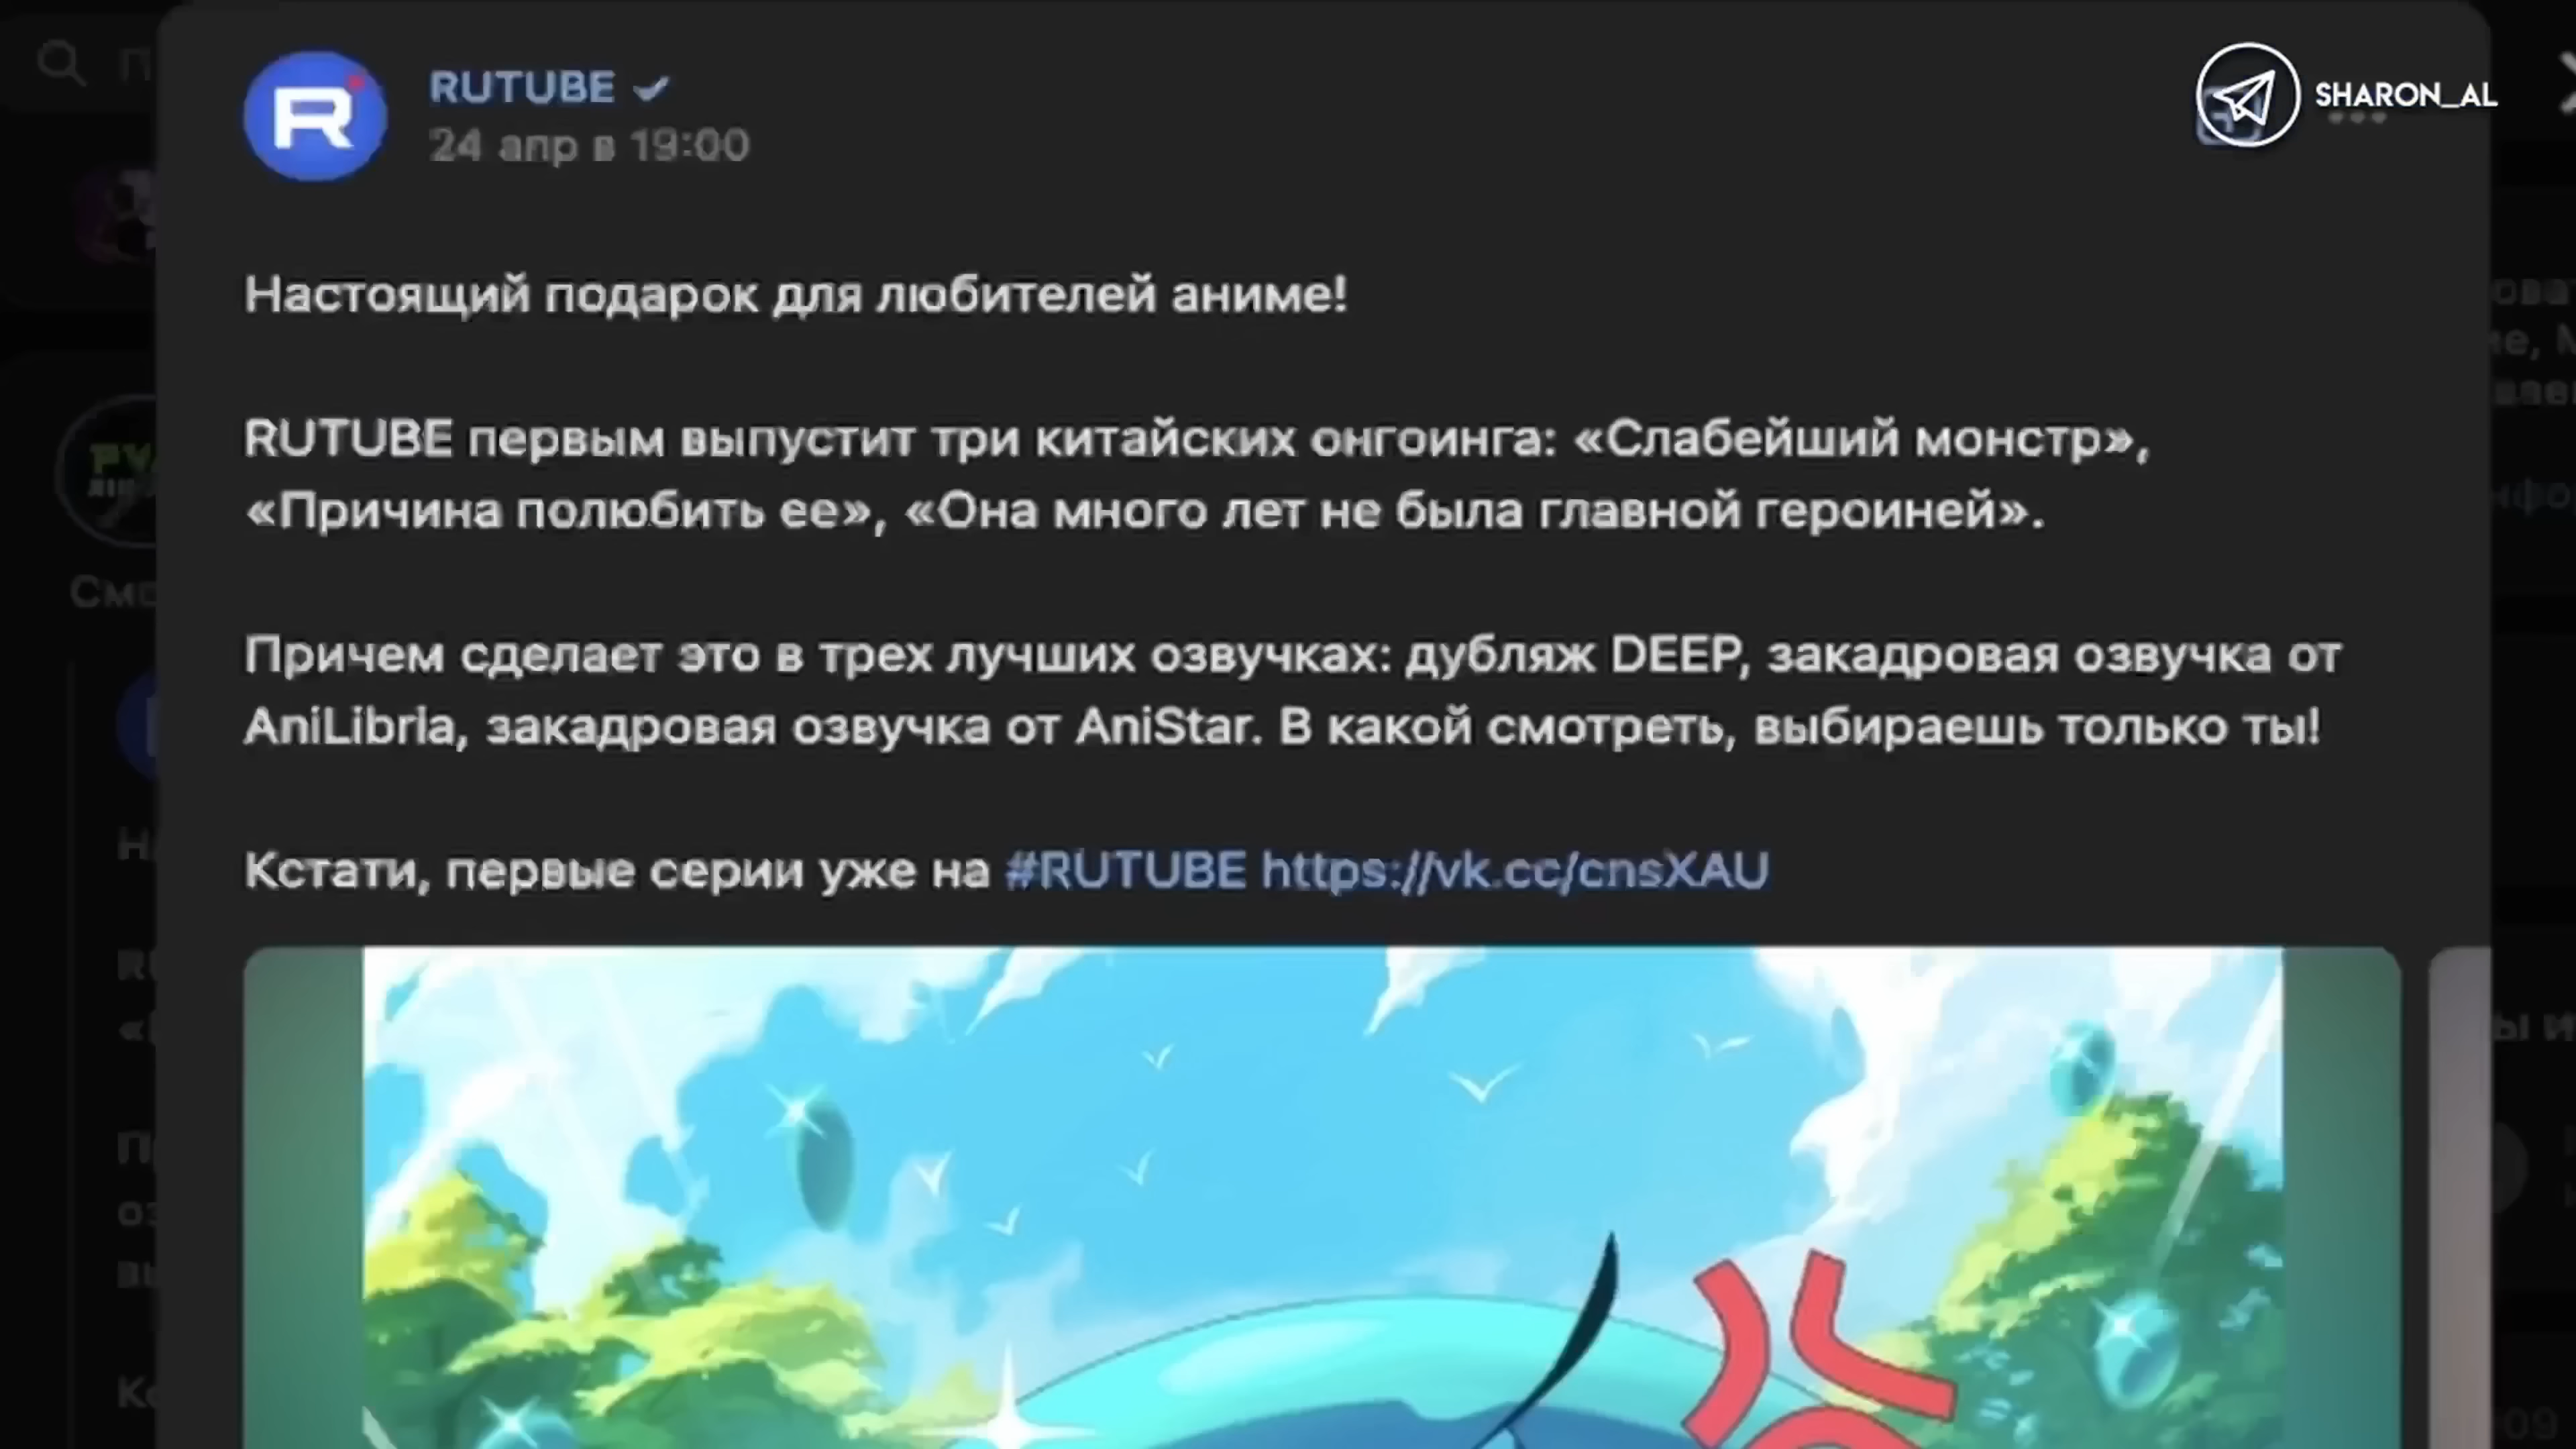 RUTUBE
24 апр в 19:00
SHARON_AL
Настоящий подарок для любителей аниме!
RUTUBE первым выпустит три китайских онгоинга: «Слабейший монстр»,
«Причина полюбить ее», «Она много лет не была главной героиней».
Причем сделает это в трех лучших озвучках: дубляж DEEP, закадровая озвучка от
AniLibria, закадровая озвучка от AniStar. В какой смотреть, выбираешь только ты!
Кстати, первые серии уже на #RUTUBE https://vk.cc/cnsXAU